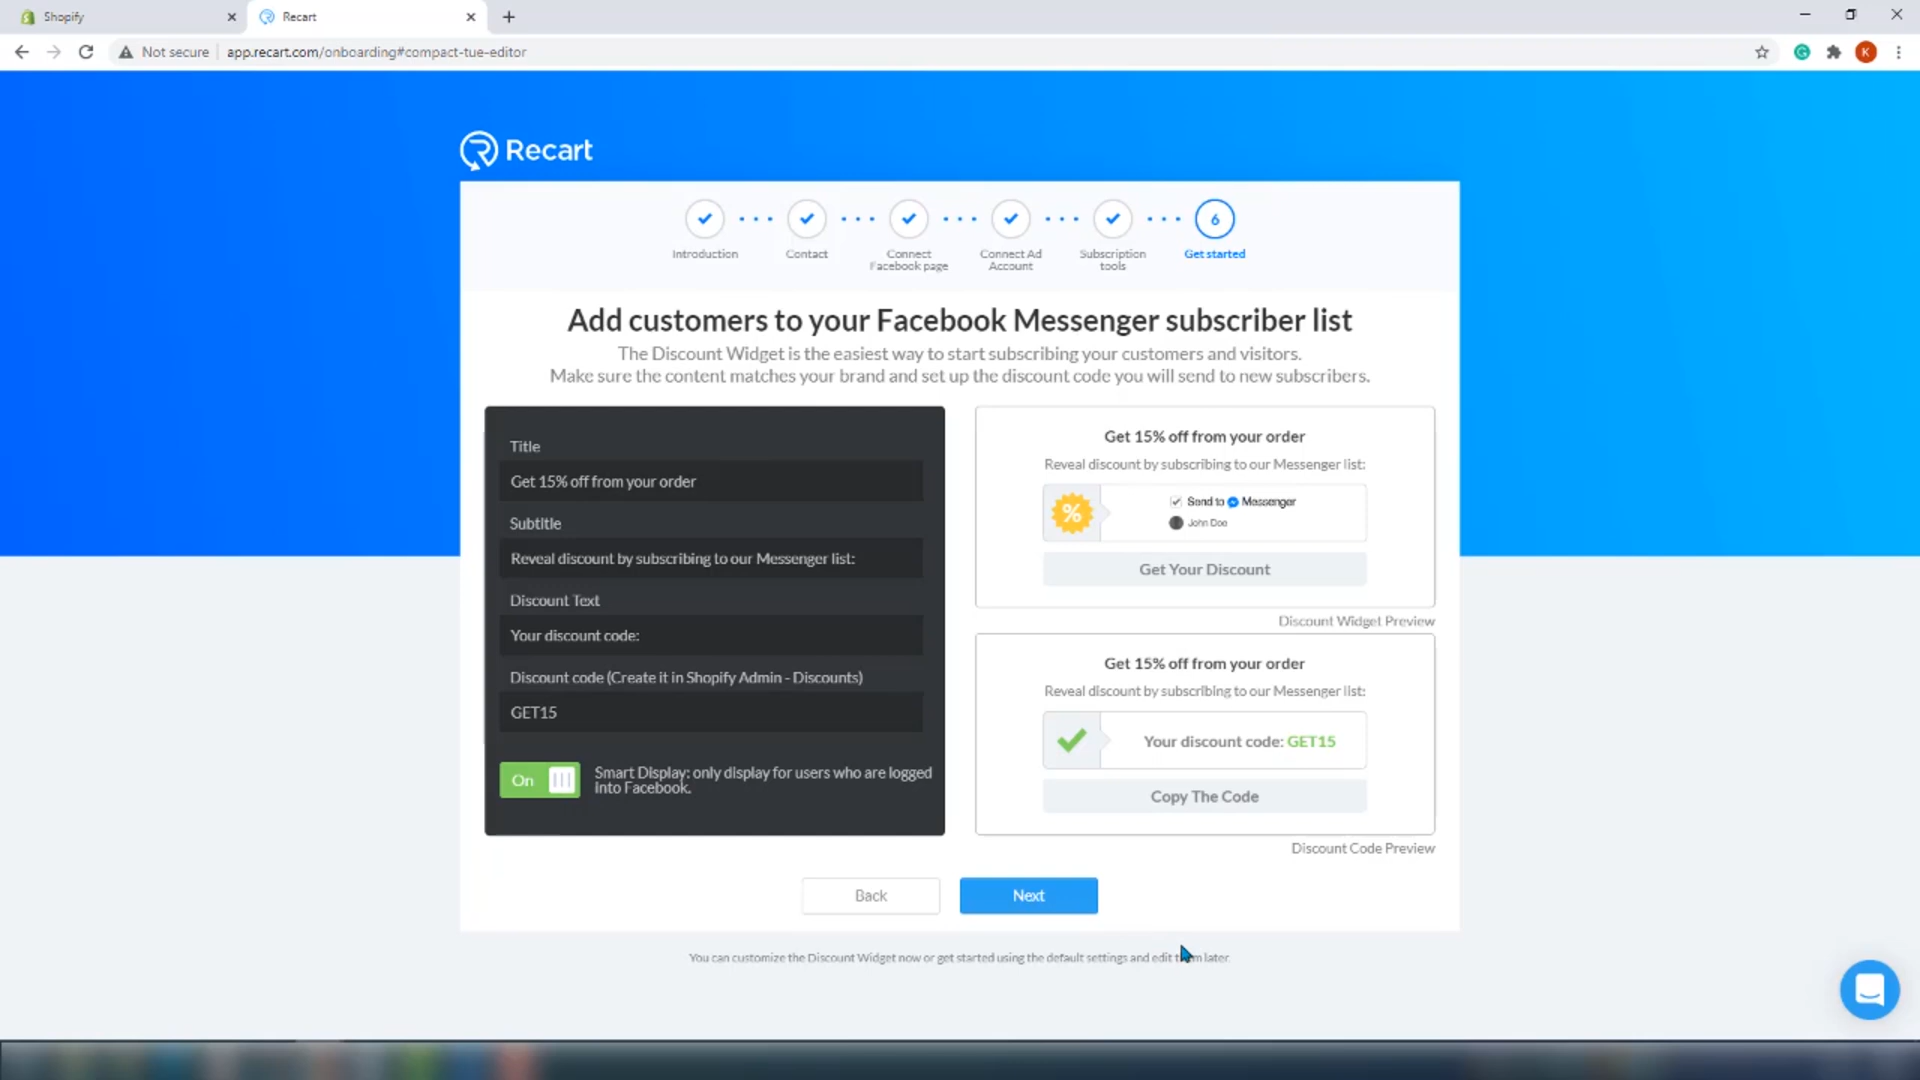 Shopify
Recart
Not secure
app.recart.com/onboarding#compact-tue-editor
K
Recart
6
Introduction
Contact
Connect
Facebook page
Connect Ad
Account
Subscription
tools
Get started
Add customers to your Facebook Messenger subscriber list
The Discount Widget is the easiest way to start subscribing your customers and visitors.
Make sure the content matches your brand and set up the discount code you will send to new subscribers.
Title
Get 15% off from your order
Subtitle
Reveal discount by subscribing to our Messenger list:
Discount Text
Your discount code:
Discount code (Create it in Shopify Admin - Discounts)
GET15
On
Smart Display: only display for users who are logged
into Facebook.
Get 15% off from your order
Reveal discount by subscribing to our Messenger list:
%
Send to Messenger
John Doe
Get Your Discount
Discount Widget Preview
Get 15% off from your order
Reveal discount by subscribing to our Messenger list:
Your discount code: GET15
Copy The Code
Discount Code Preview
Back
Next
You can customize the Discount Widget now or get started using the default settings and edit them later.